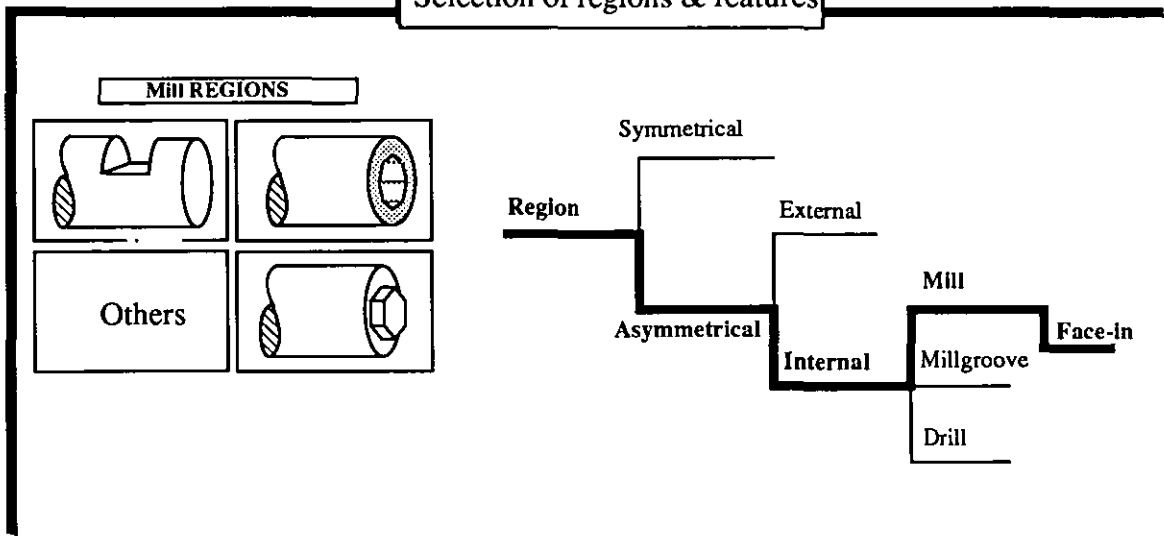 Selection of regions & features
Mill REGIONS
Others
Symmetrical
Region
External
Mill
Asymmetrical
Face-in
Internal
Millgroove
Drill